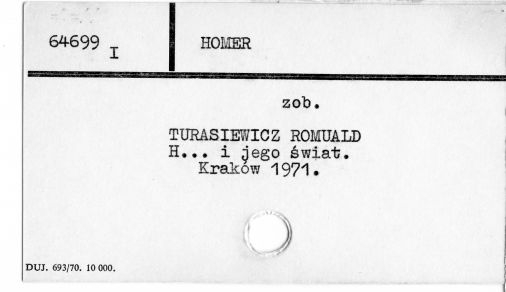 64699 I HOMER
zob.
TURASIEWICZ ROMUALD
H... i jego świat.
Kraków 1971.
DUJ. 693/70. 10 000.